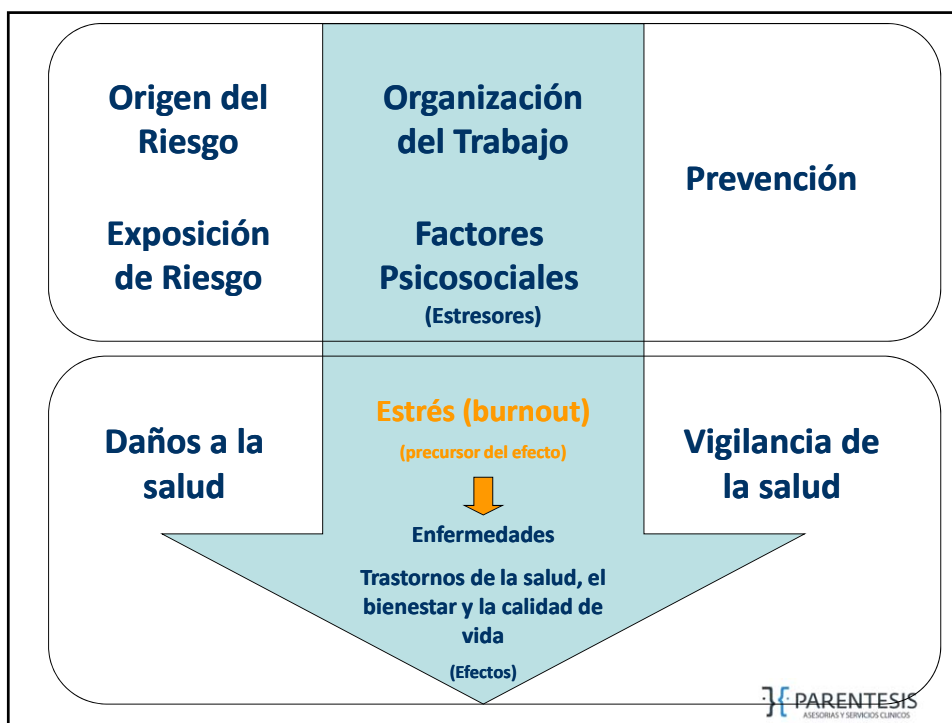 Origen del
Riesgo
Exposición
de Riesgo
Organización
del Trabajo
Factores
Psicosociales
(Estresores)
Prevención
Daños a la
salud
Estrés (burnout)
(precursor del efecto)
Enfermedades
Trastornos de la salud, el
bienestar y la calidad de
vida
(Efectos)
Vigilancia de
la salud
PARENTESIS
ASESORIAS Y SERVICIOS CLINICOS